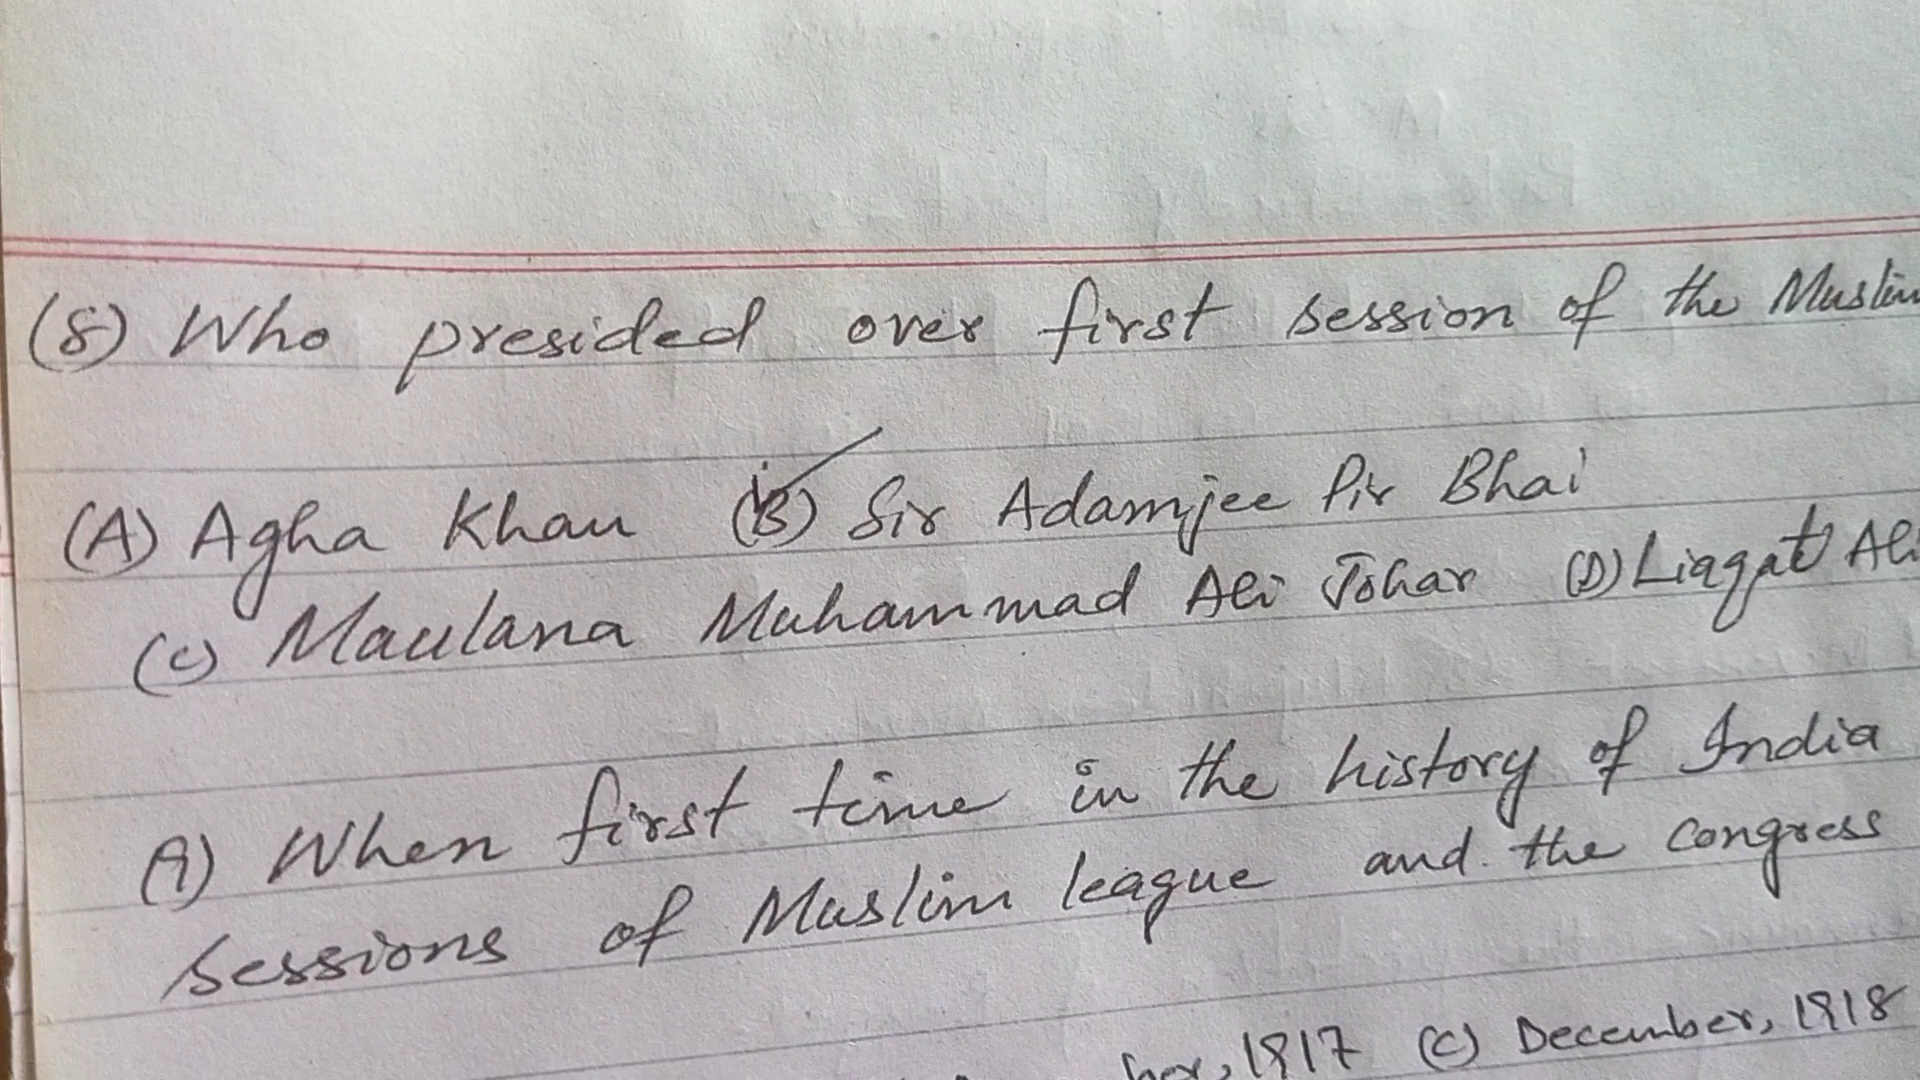 (8) Who presided over first session of the Muslim
(A) Agha Khan (B) Sir Adamjee Pir Bhai
(C) Maulana Muhammad Ali Johar (D) Liaqat Ali
9) When first time in the history of India
sessions of Muslim league and the congress
1917 (C) December, 1918